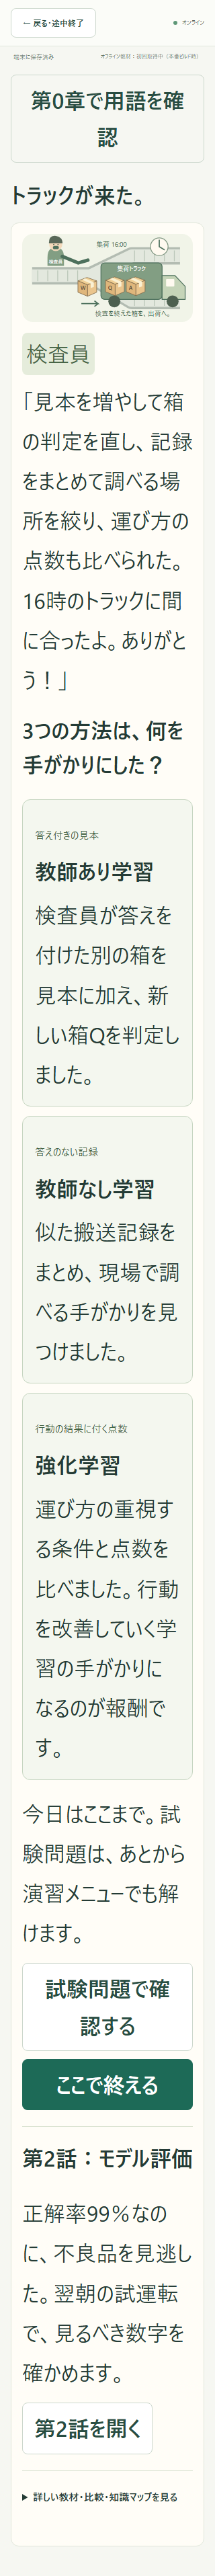 ← 戻る・途中終了
オンライン
端末に保存済み
オフライン教材：初回取得中（本番のLF時）
第0章で用語を確
認
トラックが来た。
検査員
集荷 16:00
集荷トラック
W
Q
A
検査を終えた箱を、出荷へ。
検査員
「見本を増やして箱
の判定を直し、記録
をまとめて調べる場
所を絞り、運び方の
点数も比べられた。
16時のトラックに間
に合ったよ。ありがと
う！」
3つの方法は、何を
手がかりにした？
答え付きの見本
教師あり学習
検査員が答えを
付けた別の箱を
見本に加え、新
しい箱Qを判定し
ました。
答えのない記録
教師なし学習
似た搬送記録を
まとめ、現場で調
べる手がかりを見
つけました。
行動の結果に付く点数
強化学習
運び方の重視す
る条件と点数を
比べました。行動
を改善していく学
習の手がかりに
なるのが報酬で
す。
今日はここまで。試
験問題は、あとから
演習メニューでも解
けます。
試験問題で確
認する
ここで終える
第2話：モデル評価
正解率99％なの
に、不良品を見逃し
た。翌朝の試運転
で、見るべき数字を
確かめます。
第2話を開く
▶ 詳しい教材・比較・知識マップを見る